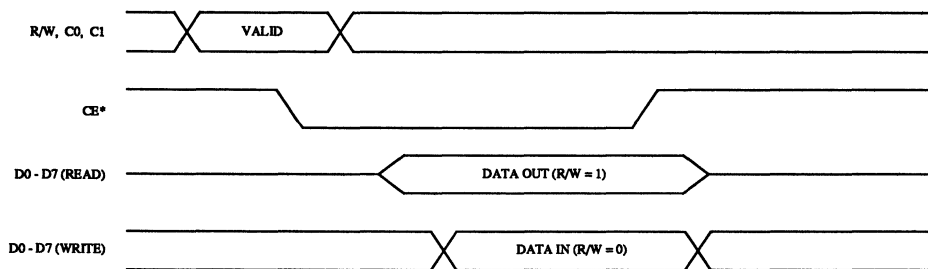 R/W, C0, C1
VALID
CE*
D0 - D7 (READ)
DATA OUT (R/W = 1)
D0 - D7 (WRITE)
DATA IN (R/W = 0)